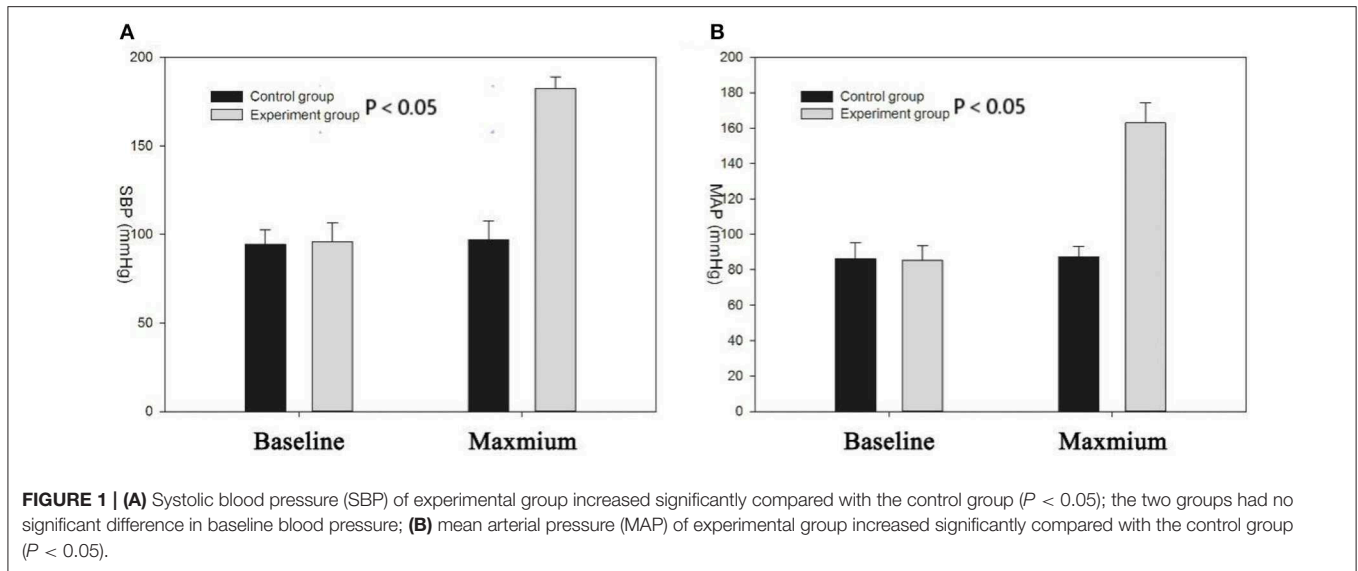 A
200
150
100
50
0
SBP (mmHg)
Control group
Experiment group P < 0.05
Baseline Maxmium
B
200
180
160
140
120
100
80
60
40
20
0
MAP (mmHg)
Control group
Experiment group P < 0.05
Baseline Maxmium
FIGURE 1 | (A) Systolic blood pressure (SBP) of experimental group increased significantly compared with the control group (P < 0.05); the two groups had no
significant difference in baseline blood pressure; (B) mean arterial pressure (MAP) of experimental group increased significantly compared with the control group
(P < 0.05).